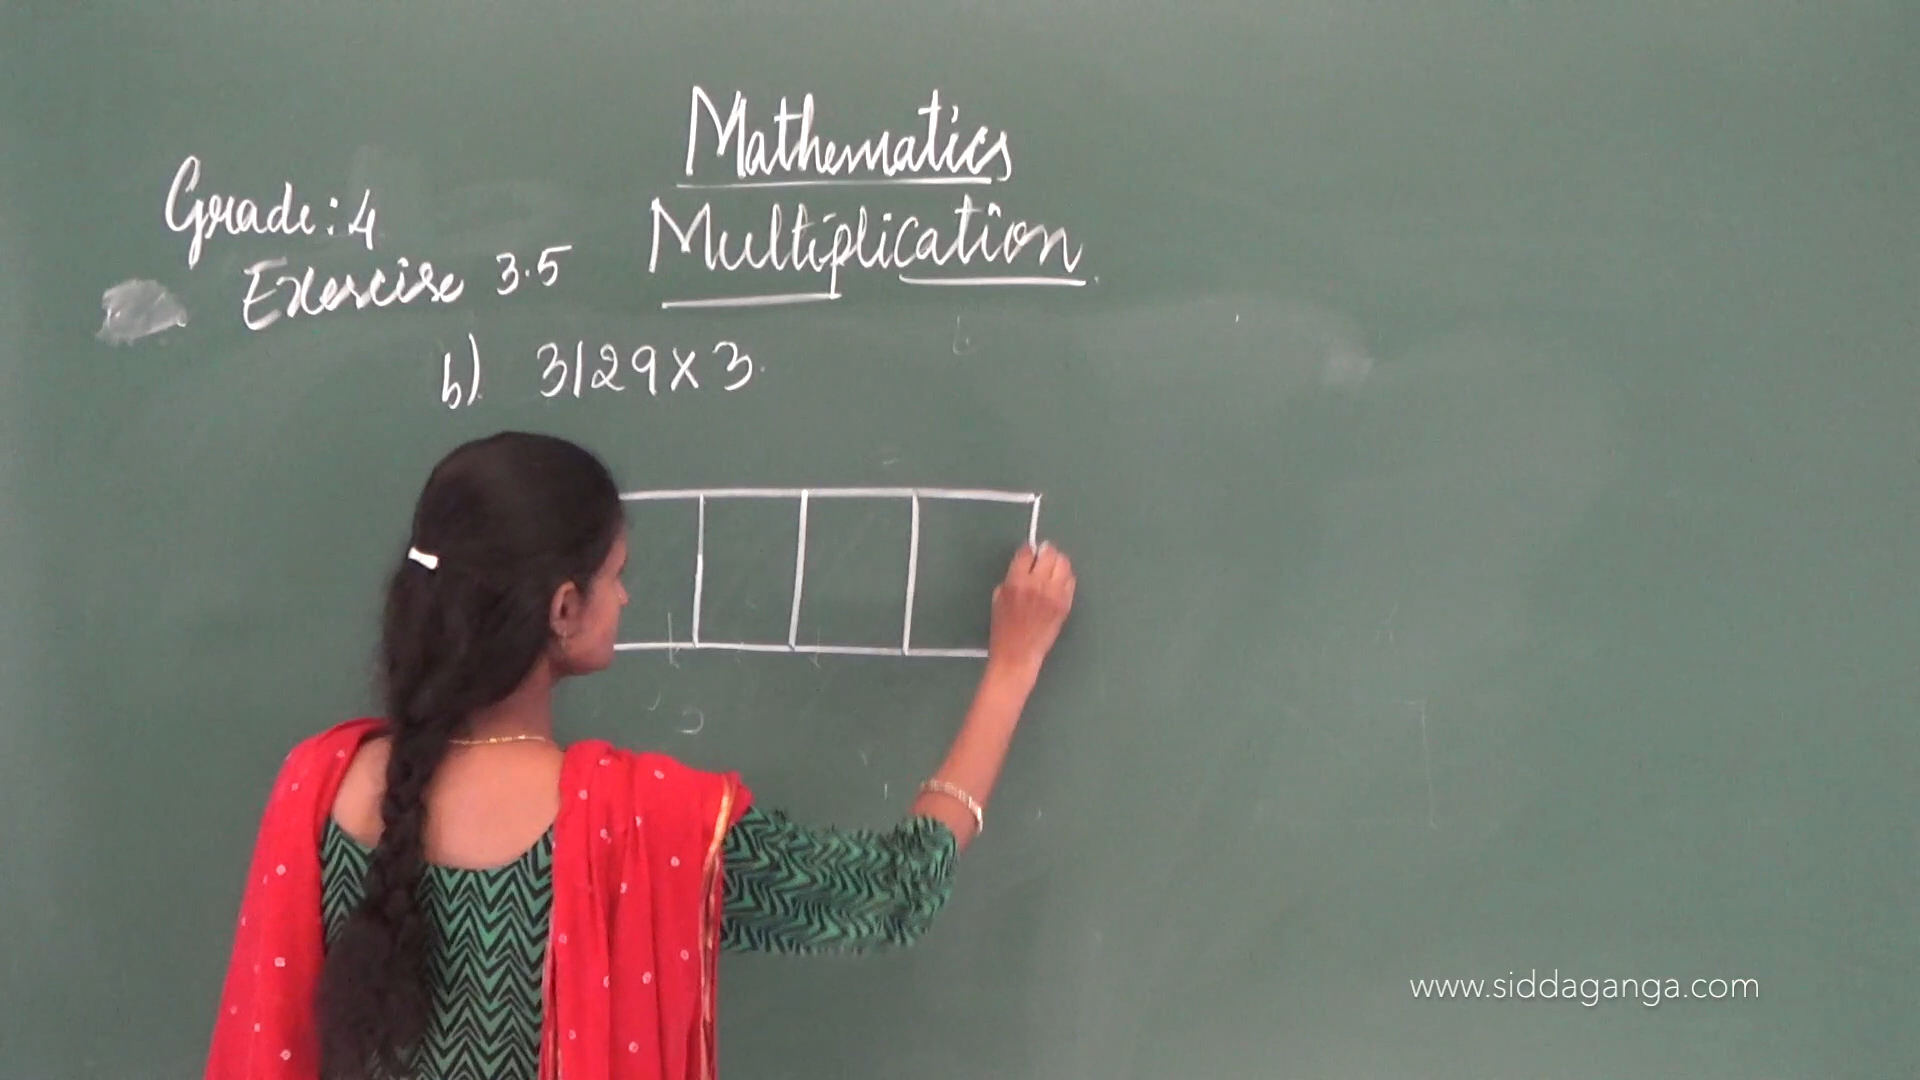 Mathematics
Grade: 4
Multiplication
Exercise 3.5
b) 3129 x 3
www.siddaganga.com